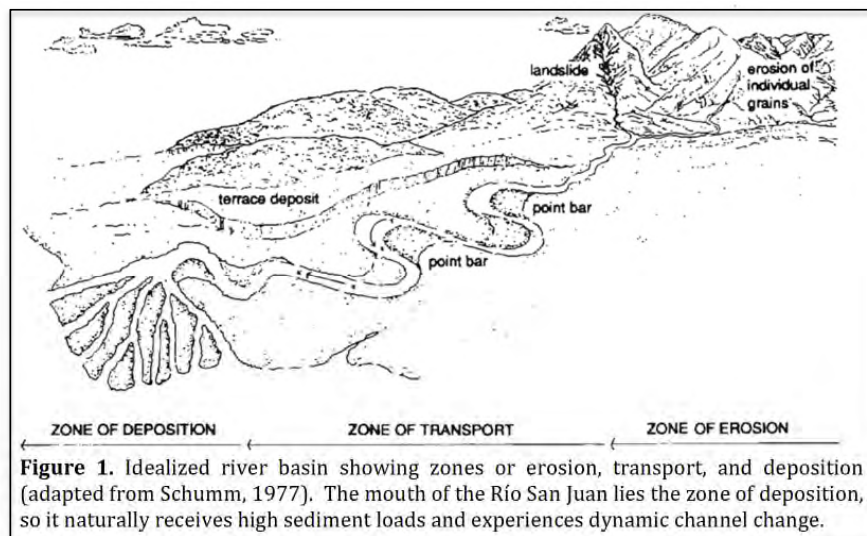 landslide
erosion of
individual
grains
terrace deposit
point bar
point bar
ZONE OF DEPOSITION
ZONE OF TRANSPORT
ZONE OF EROSION
Figure 1. Idealized river basin showing zones or erosion, transport, and deposition
(adapted from Schumm, 1977). The mouth of the Río San Juan lies the zone of deposition,
so it naturally receives high sediment loads and experiences dynamic channel change.